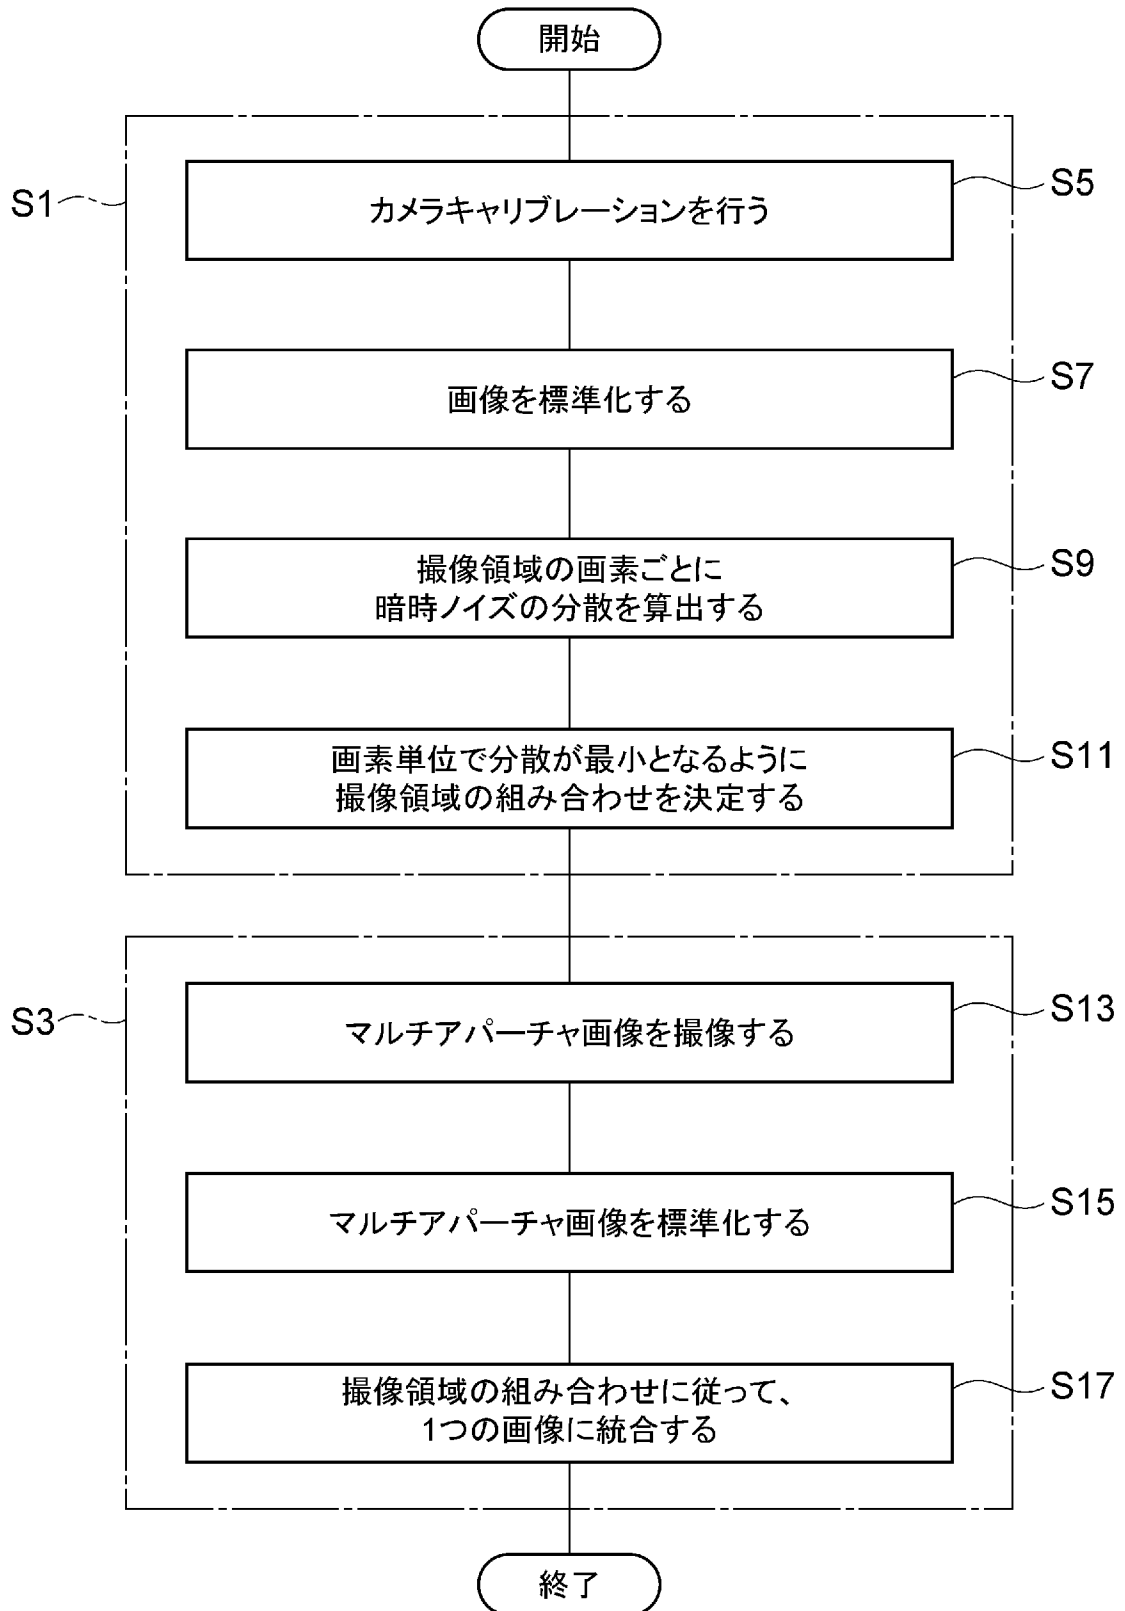 開始
S1
カメラキャリブレーションを行う
S5
画像を標準化する
S7
撮像領域の画素ごとに
暗時ノイズの分散を算出する
S9
画素単位で分散が最小となるように
撮像領域の組み合わせを決定する
S11
S3
マルチアパーチャ画像を撮像する
S13
マルチアパーチャ画像を標準化する
S15
撮像領域の組み合わせに従って、
1つの画像に統合する
S17
終了